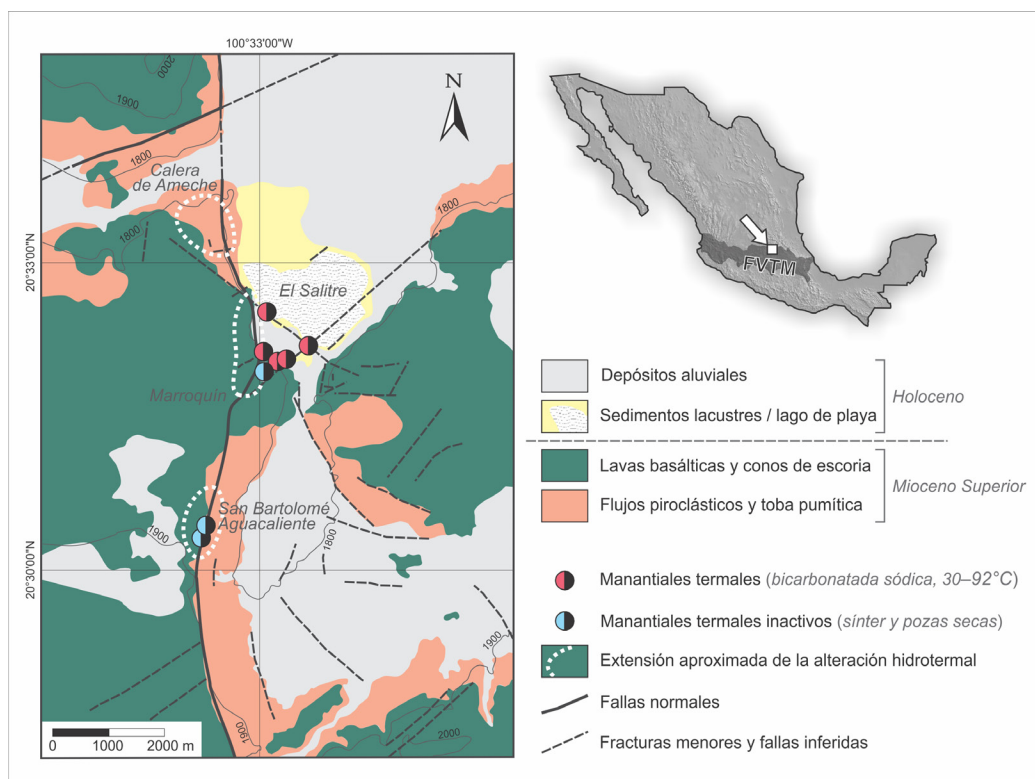 100°33'00"W
2000
1900
N
1800
Calera
de Ameche
1800
1800
20°33'00"N
El Salitre
Marroquín
San Bartolomé
Aguacaliente
1900
1800
20°30'00"N
1900
1900
2000
0 1000 2000 m
FVTM
Depósitos aluviales
Holoceno
Sedimentos lacustres / lago de playa
Lavas basálticas y conos de escoria
Mioceno Superior
Flujos piroclásticos y toba pumítica
Manantiales termales (bicarbonatada sódica, 30–92°C)
Manantiales termales inactivos (sínter y pozas secas)
Extensión aproximada de la alteración hidrotermal
Fallas normales
Fracturas menores y fallas inferidas